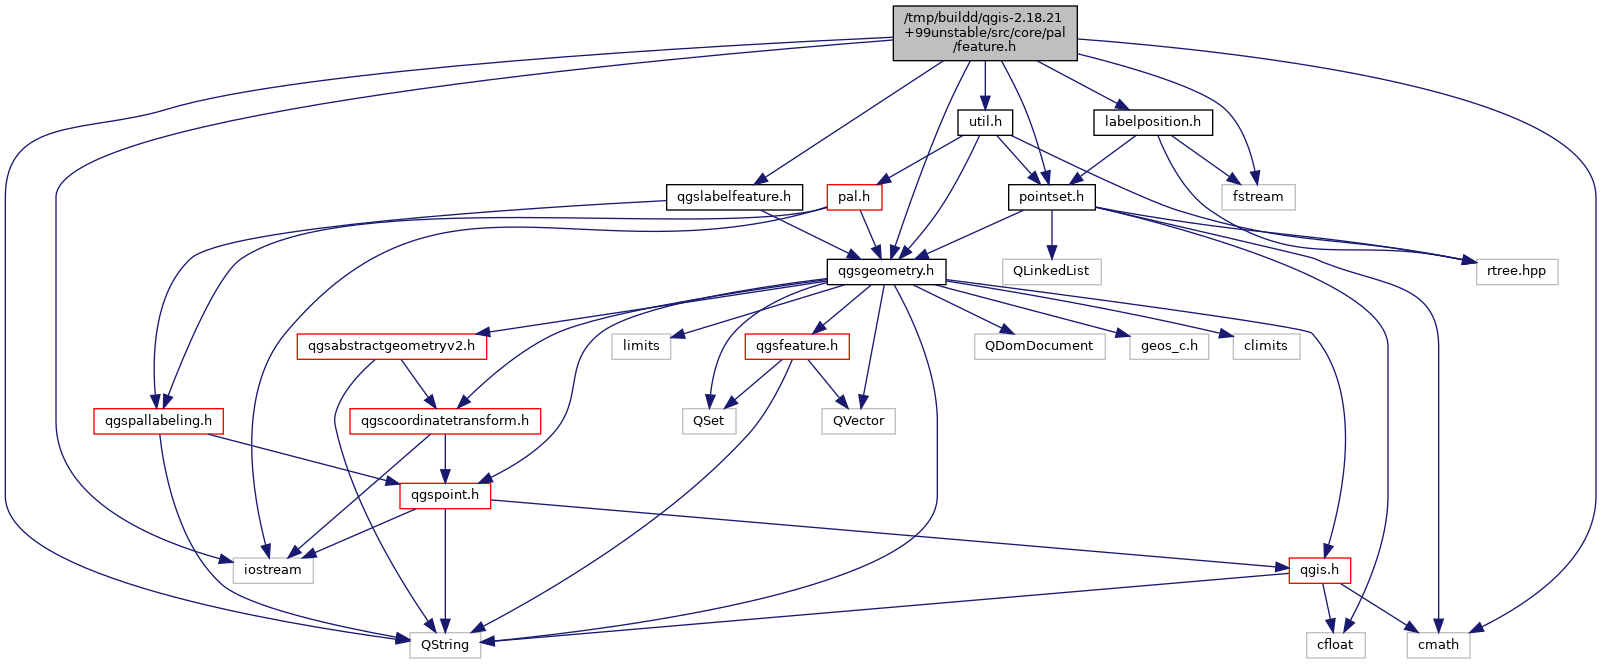 /tmp/buildd/qgis-2.18.21
+99unstable/src/core/pal
/feature.h
util.h
labelposition.h
qgslabelfeature.h
pal.h
pointset.h
fstream
qgsgeometry.h
QLinkedList
rtree.hpp
qgsabstractgeometryv2.h
limits
qgsfeature.h
QDomDocument
geos_c.h
climits
qgspallabeling.h
qgscoordinatetransform.h
QSet
QVector
qgspoint.h
iostream
qgis.h
QString
cfloat
cmath